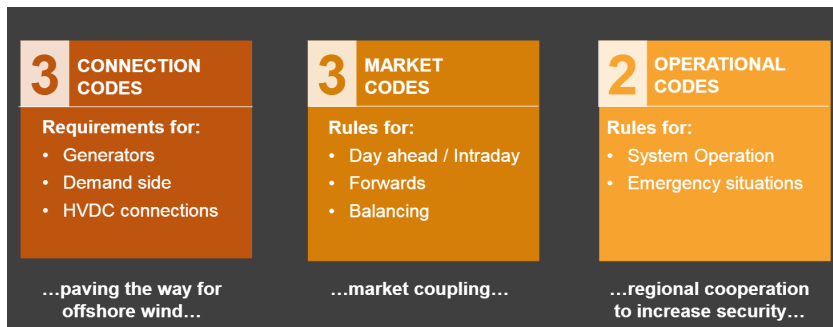 3 CONNECTION
CODES
Requirements for:
• Generators
• Demand side
• HVDC connections
…paving the way for
offshore wind…
3 MARKET
CODES
Rules for:
• Day ahead / Intraday
• Forwards
• Balancing
…market coupling…
2 OPERATIONAL
CODES
Rules for:
• System Operation
• Emergency situations
…regional cooperation
to increase security…